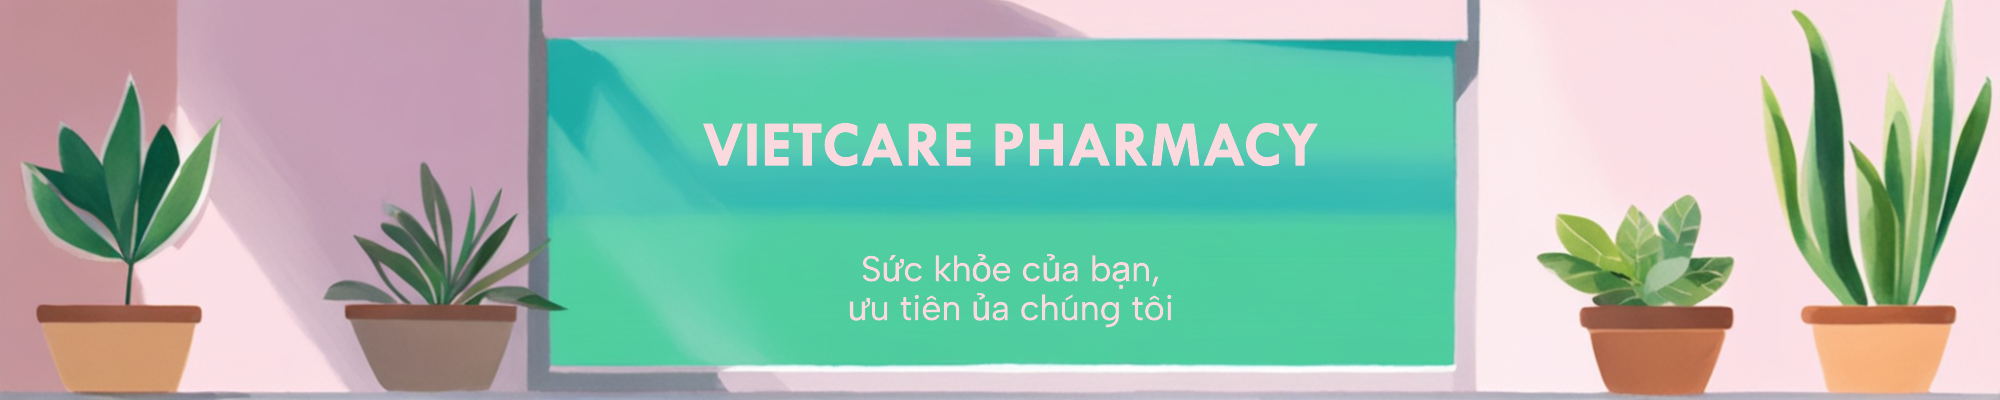 VIETCARE PHARMACY
Sức khỏe của bạn,
ưu tiên ủa chúng tôi